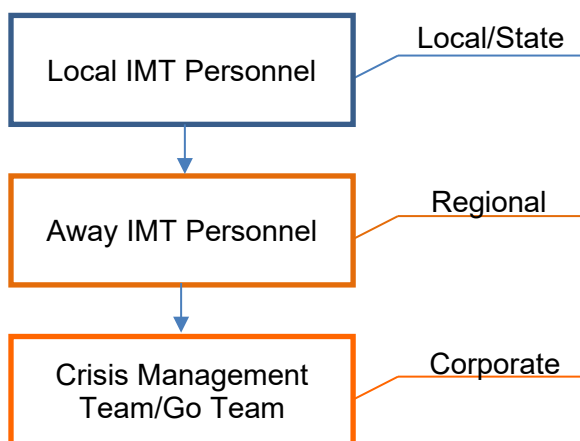 Local/State
Local IMT Personnel
Regional
Away IMT Personnel
Corporate
Crisis Management
Team/Go Team